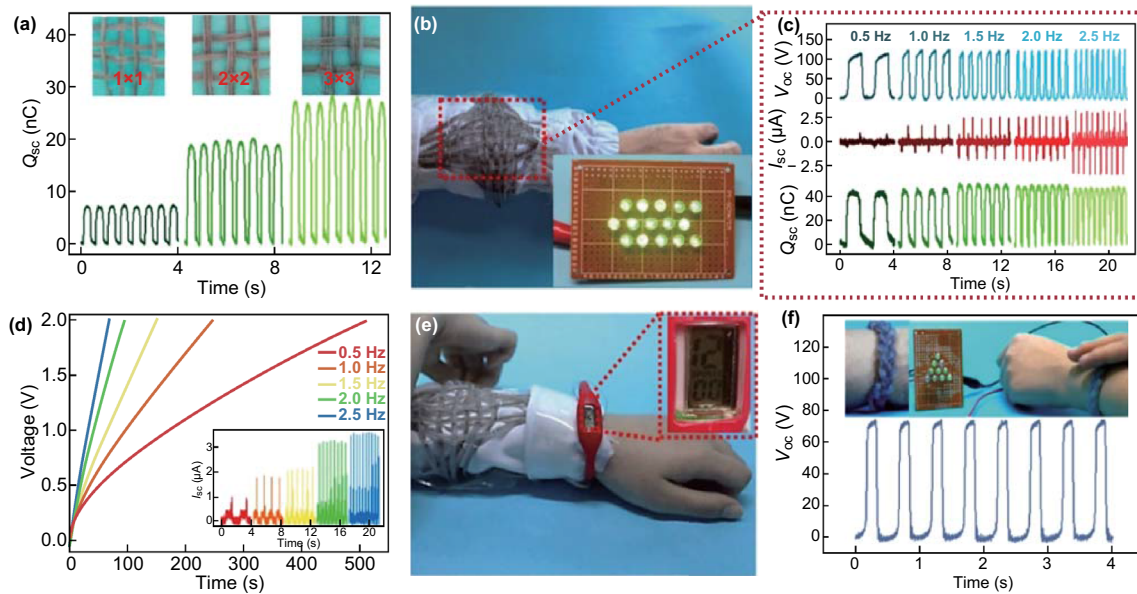 (a)
40
30
20
10
0
Q_sc (nC)
1×1
2×2
3×3
0
4
8
12
Time (s)
(b)
(c)
0.5 Hz
1.0 Hz
1.5 Hz
2.0 Hz
2.5 Hz
150
100
50
0
V_OC (V)
2.5
0.0
−2.5
I_SC (µA)
40
20
0
Q_SC (nC)
0
4
8
12
16
20
Time (s)
(d)
2.0
1.5
1.0
0.5
0.0
Voltage (V)
0.5 Hz
1.0 Hz
1.5 Hz
2.0 Hz
2.5 Hz
3
2
1
0
I_SC (µA)
0
4
8
12
16
20
Time (s)
0
100
200
300
400
500
Time (s)
(e)
(f)
120
100
80
60
40
20
0
V_OC (V)
0
1
2
3
4
Time (s)